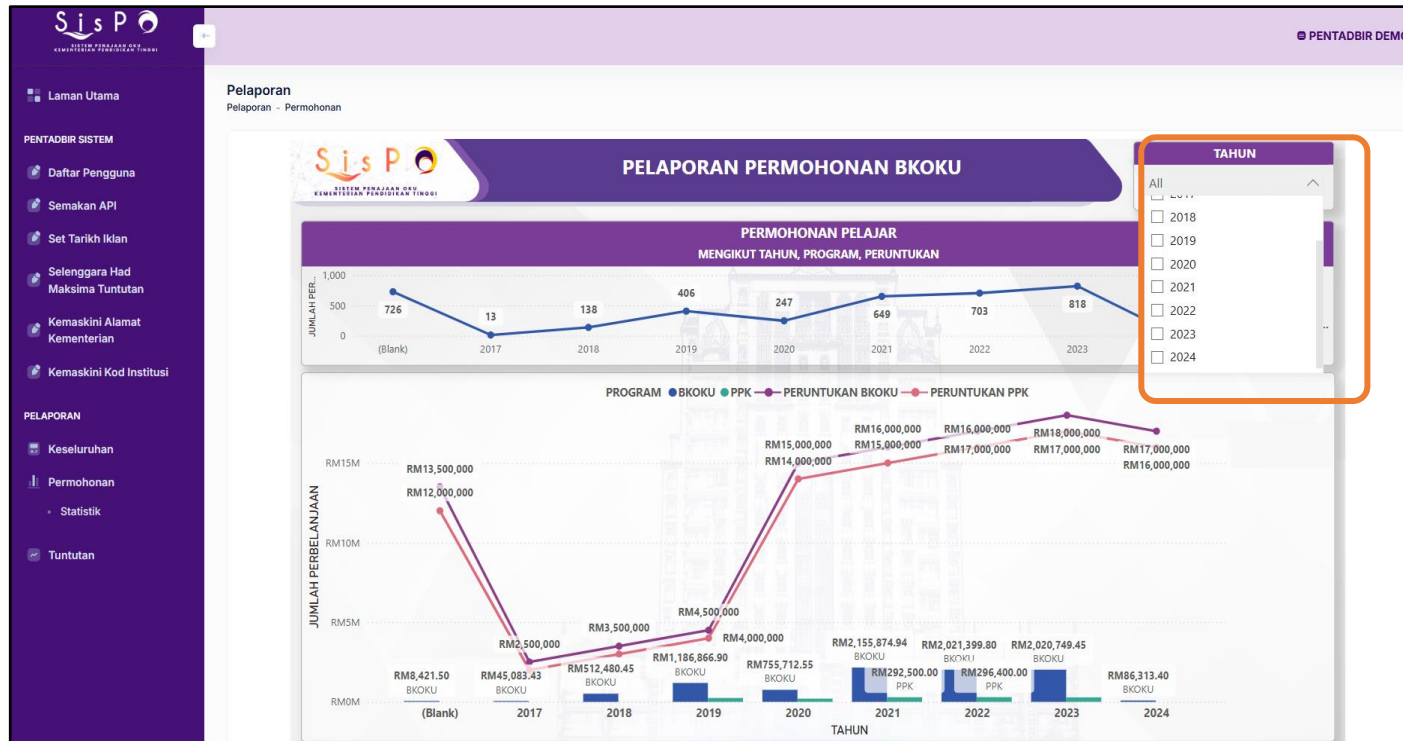 SisPO
SISTEM PENAJAAN OKU
KEMENTERIAN PENDIDIKAN TINGGI
PENTADBIR DEMO
Laman Utama
PENTADBIR SISTEM
Daftar Pengguna
Semakan API
Set Tarikh Iklan
Selenggara Had
Maksima Tuntutan
Kemaskini Alamat
Kementerian
Kemaskini Kod Institusi
PELAPORAN
Keseluruhan
Permohonan
Statistik
Tuntutan
Pelaporan
Pelaporan - Permohonan
SisPO
SISTEM PENAJAAN OKU
KEMENTERIAN PENDIDIKAN TINGGI
PELAPORAN PERMOHONAN BKOKU
TAHUN
All
2017
2018
2019
2020
2021
2022
2023
2024
PERMOHONAN PELAJAR
MENGIKUT TAHUN, PROGRAM, PERUNTUKAN
JUMLAH PER...
1,000
500
0
726
13
138
406
247
649
703
818
(Blank) 2017 2018 2019 2020 2021 2022 2023
PROGRAM BKOKU PPK PERUNTUKAN BKOKU PERUNTUKAN PPK
JUMLAH PERBELANJAAN
RM15M
RM10M
RM5M
RM0M
RM13,500,000
RM12,000,000
RM2,500,000
RM3,500,000
RM4,500,000
RM4,000,000
RM15,000,000
RM14,000,000
RM16,000,000
RM15,000,000
RM16,000,000
RM17,000,000
RM18,000,000
RM17,000,000
RM17,000,000
RM16,000,000
RM8,421.50
BKOKU
RM45,083.43
BKOKU
RM512,480.45
BKOKU
RM1,186,866.90
BKOKU
RM755,712.55
BKOKU
RM2,155,874.94
BKOKU
RM292,500.00
PPK
RM2,021,399.80
BKOKU
RM296,400.00
PPK
RM2,020,749.45
BKOKU
RM86,313.40
BKOKU
(Blank) 2017 2018 2019 2020 2021 2022 2023 2024
TAHUN